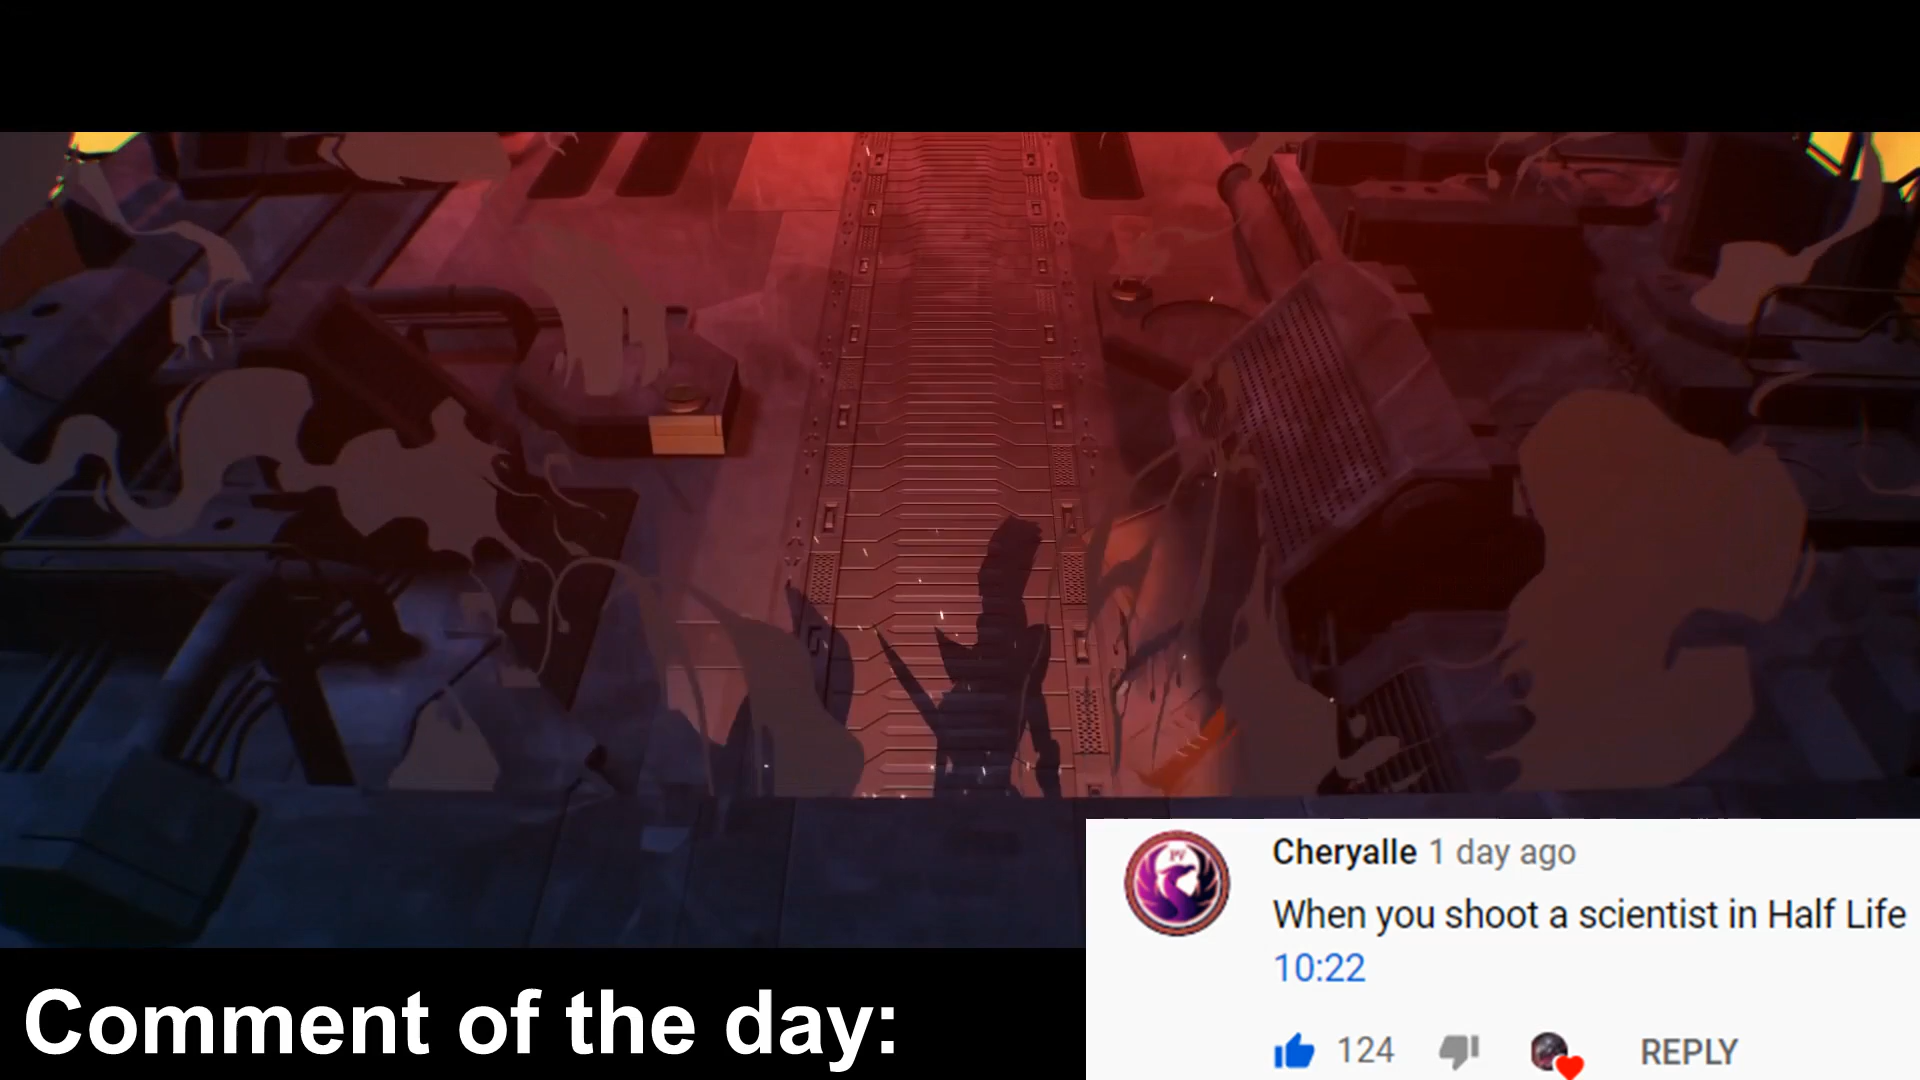 Cheryalle 1 day ago
When you shoot a scientist in Half Life
10:22
124
REPLY
Comment of the day: